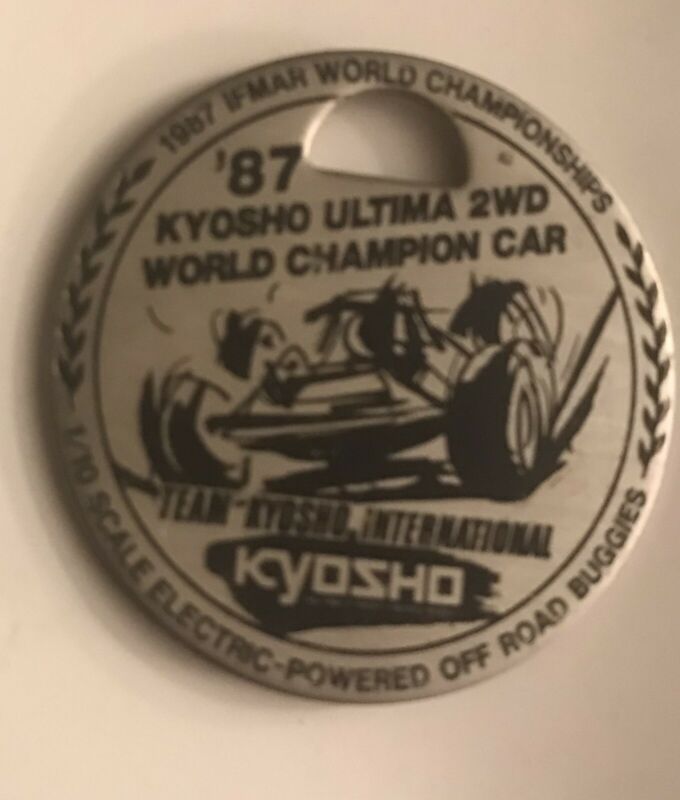 1987 IFMAR WORLD CHAMPIONSHIPS
'87
KYOSHO ULTIMA 2WD
WORLD CHAMPION CAR
TEAM KYOSHO INTERNATIONAL
KYOSHO
1/10 SCALE ELECTRIC-POWERED OFF ROAD BUGGIES